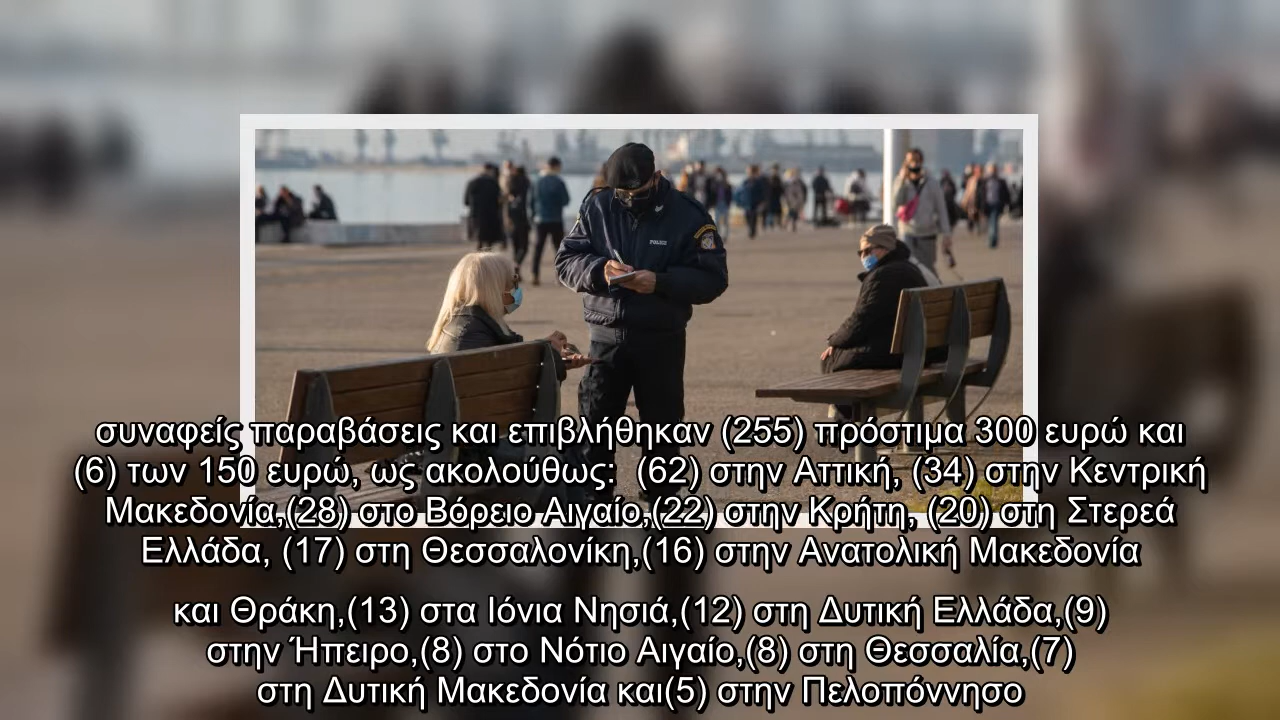 POLICE
συναφείς παραβάσεις και επιβλήθηκαν (255) πρόστιμα 300 ευρώ και
(6) των 150 ευρώ, ως ακολούθως:  (62) στην Αττική, (34) στην Κεντρική
Μακεδονία,(28) στο Βόρειο Αιγαίο,(22) στην Κρήτη, (20) στη Στερεά
Ελλάδα, (17) στη Θεσσαλονίκη,(16) στην Ανατολική Μακεδονία
και Θράκη,(13) στα Ιόνια Νησιά,(12) στη Δυτική Ελλάδα,(9)
στην Ήπειρο,(8) στο Νότιο Αιγαίο,(8) στη Θεσσαλία,(7)
στη Δυτική Μακεδονία και(5) στην Πελοπόννησο